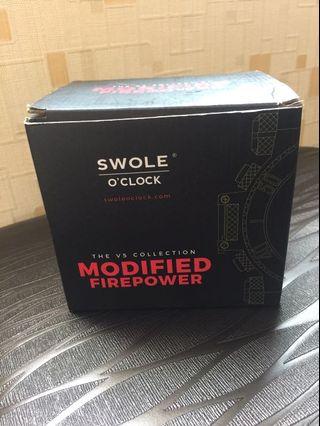 SWOLE®
O'CLOCK
swoleoclock.com
THE V5 COLLECTION
MODIFIED
FIREPOWER